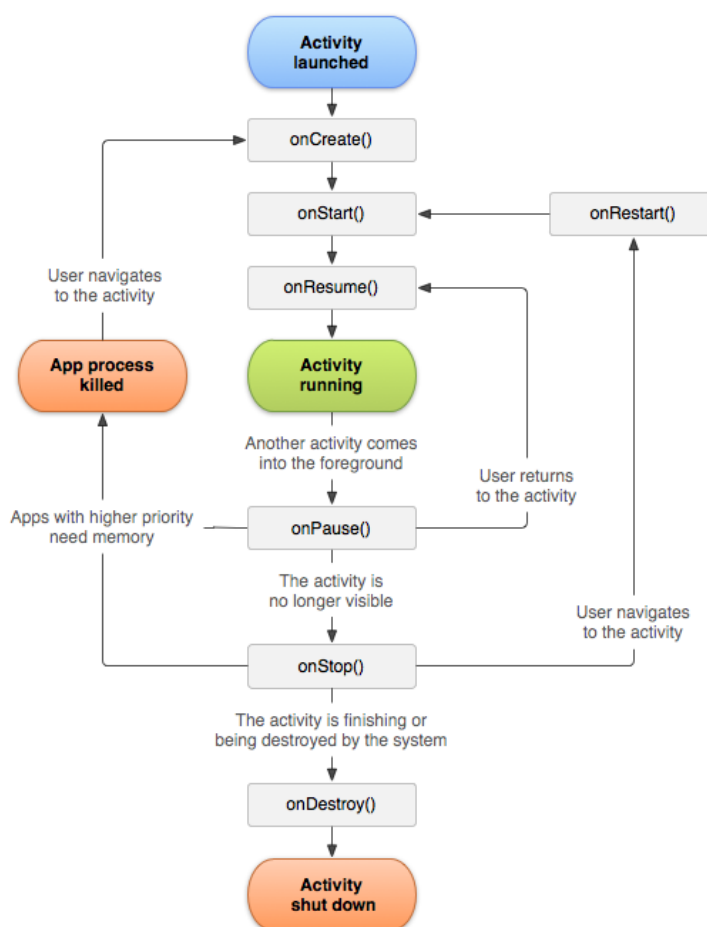 Activity
launched
onCreate()
onStart()
onRestart()
User navigates
to the activity
onResume()
App process
killed
Activity
running
Another activity comes
into the foreground
User returns
to the activity
Apps with higher priority
need memory
onPause()
The activity is
no longer visible
User navigates
to the activity
onStop()
The activity is finishing or
being destroyed by the system
onDestroy()
Activity
shut down